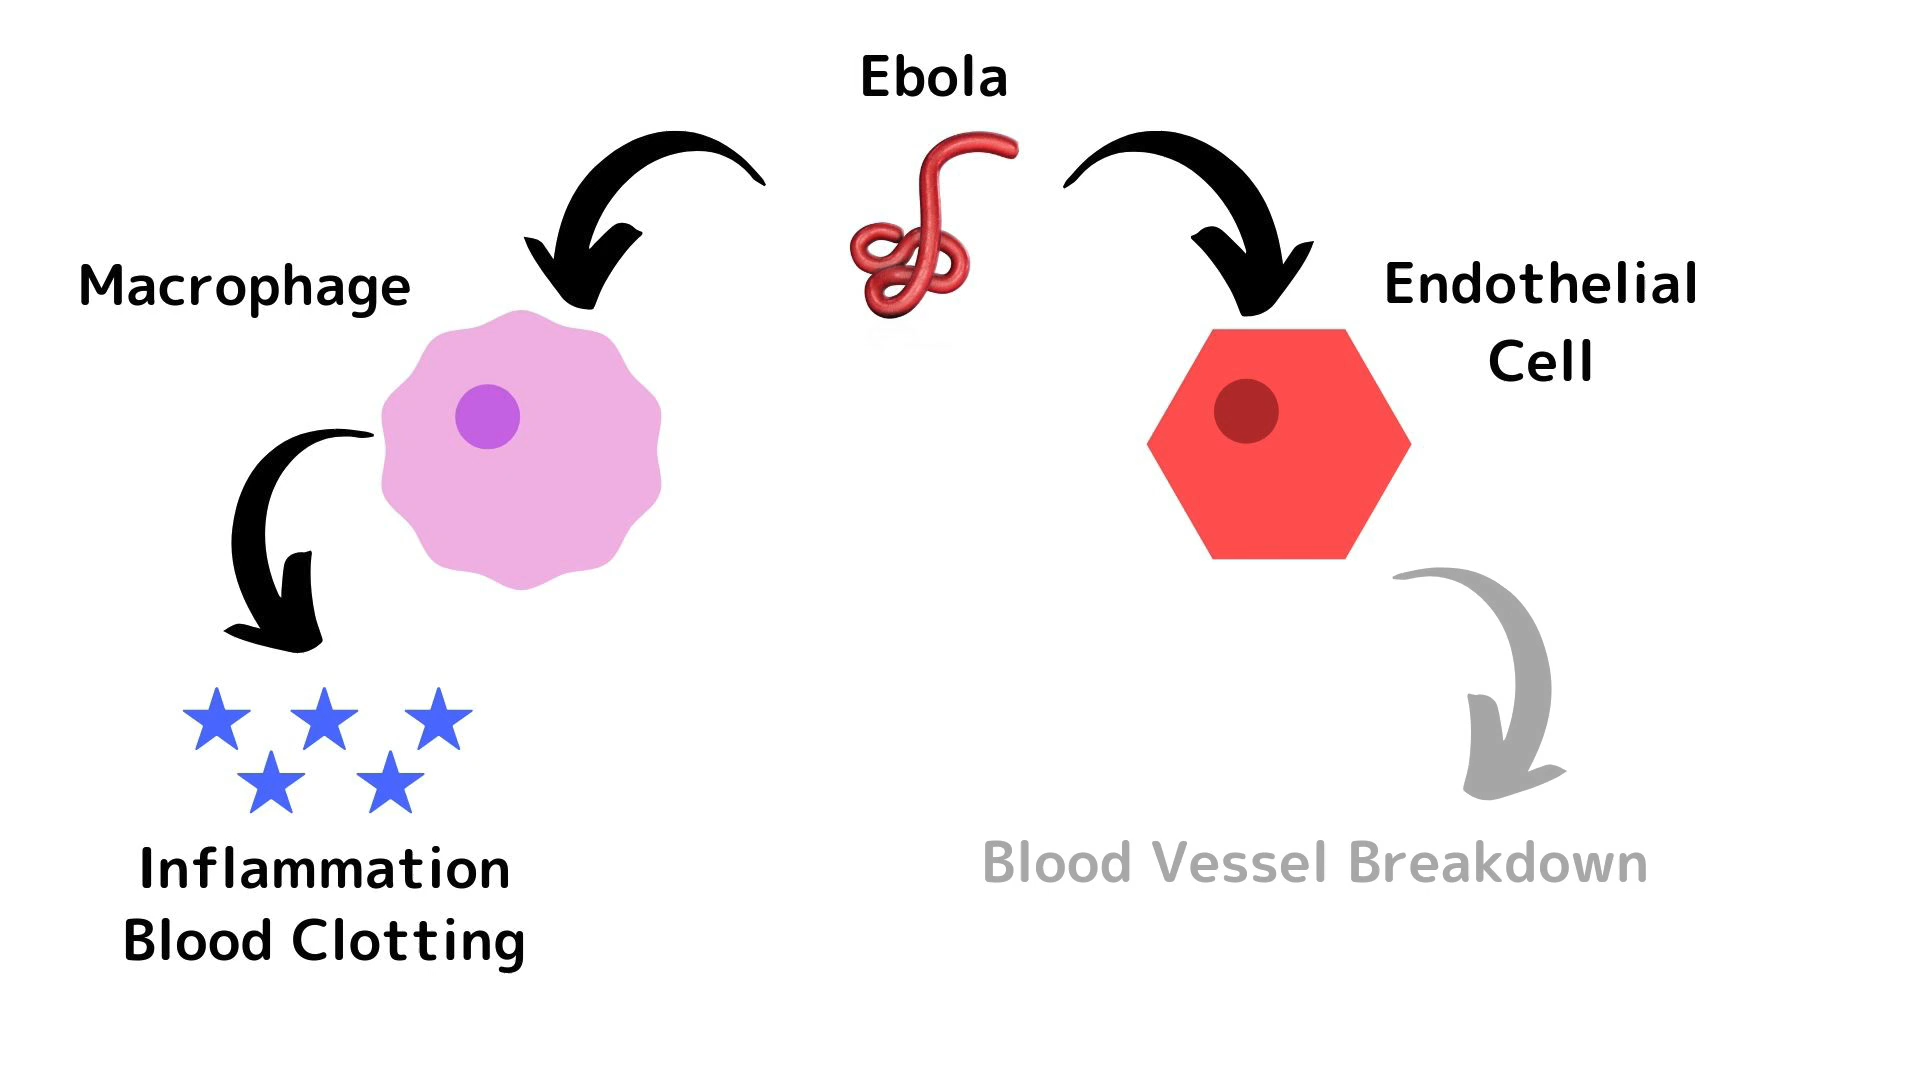 Ebola
Macrophage
Endothelial
Cell
Inflammation
Blood Clotting
Blood Vessel Breakdown